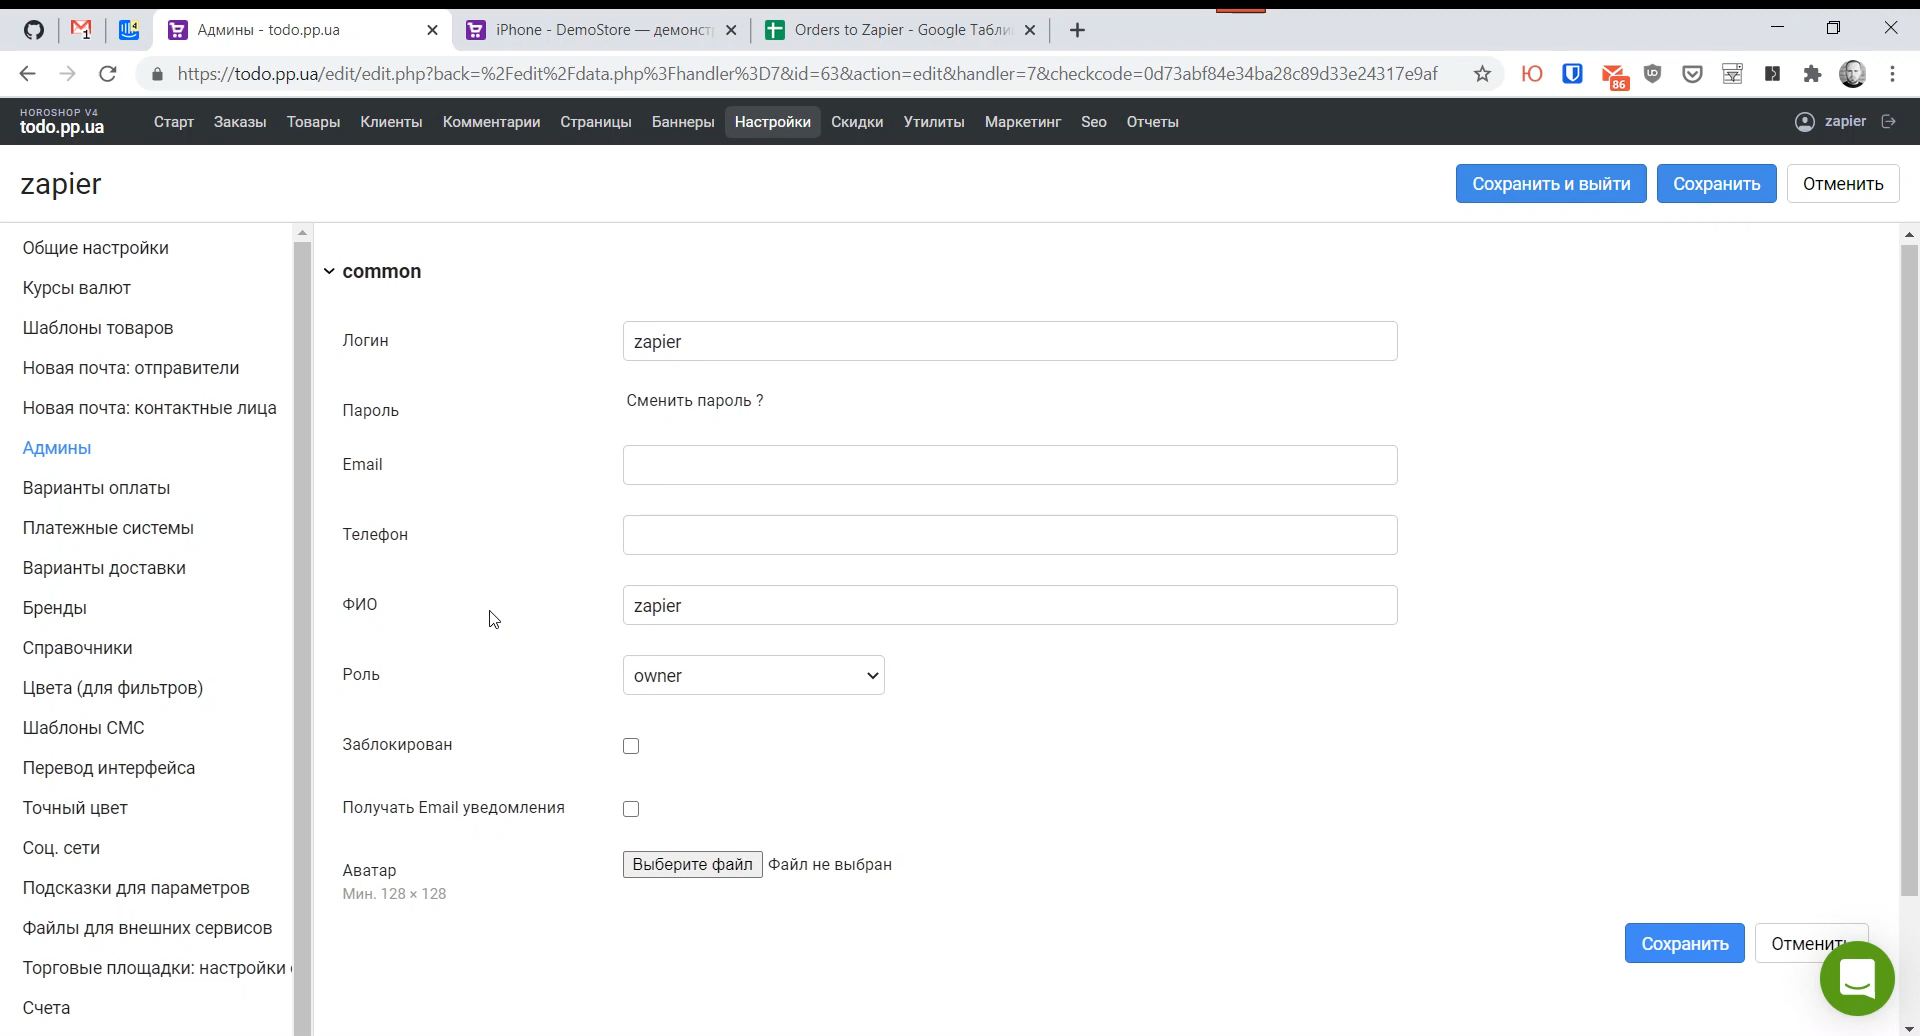 Админы - todo.pp.ua
iPhone - DemoStore — демонст
Orders to Zapier - Google Табли
https://todo.pp.ua/edit/edit.php?back=%2Fedit%2Fdata.php%3Fhandler%3D7&id=63&action=edit&handler=7&checkcode=0d73abf84e34ba28c89d33e24317e9af
86
HOROSHOP V4
todo.pp.ua
Старт
Заказы
Товары
Клиенты
Комментарии
Страницы
Баннеры
Настройки
Скидки
Утилиты
Маркетинг
Seo
Отчеты
zapier
zapier
Сохранить и выйти
Сохранить
Отменить
Общие настройки
Курсы валют
Шаблоны товаров
Новая почта: отправители
Новая почта: контактные лица
Админы
Варианты оплаты
Платежные системы
Варианты доставки
Бренды
Справочники
Цвета (для фильтров)
Шаблоны СМС
Перевод интерфейса
Точный цвет
Соц. сети
Подсказки для параметров
Файлы для внешних сервисов
Торговые площадки: настройки
Счета
common
Логин
zapier
Пароль
Сменить пароль ?
Email
Телефон
ФИО
zapier
Роль
owner
Заблокирован
Получать Email уведомления
Аватар
Мин. 128 × 128
Выберите файл
Файл не выбран
Сохранить
Отменить